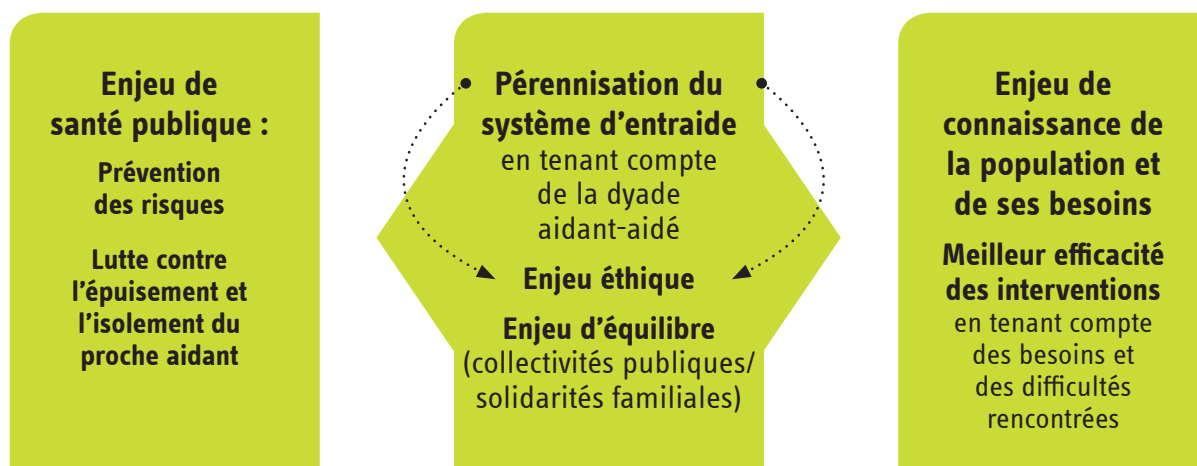 Enjeu de
santé publique :
Prévention
des risques
Lutte contre
l'épuisement et
l'isolement du
proche aidant
Pérennisation du
système d'entraide
en tenant compte
de la dyade
aidant-aidé
Enjeu éthique
Enjeu d'équilibre
(collectivités publiques/
solidarités familiales)
Enjeu de
connaissance de
la population et
de ses besoins
Meilleur efficacité
des interventions
en tenant compte
des besoins et
des difficultés
rencontrées